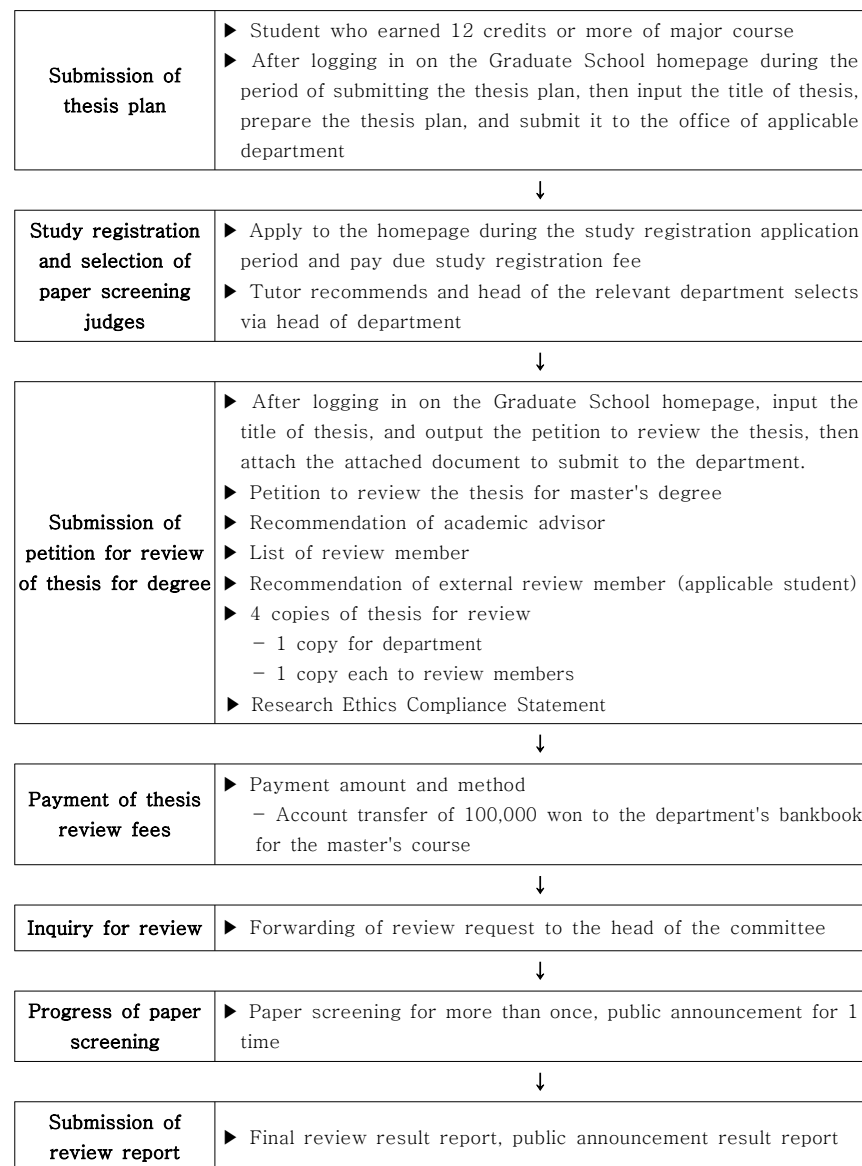 Submission of
thesis plan
▶ Student who earned 12 credits or more of major course
▶ After logging in on the Graduate School homepage during the
period of submitting the thesis plan, then input the title of thesis,
prepare the thesis plan, and submit it to the office of applicable
department
↓
Study registration
and selection of
paper screening
judges
▶ Apply to the homepage during the study registration application
period and pay due study registration fee
▶ Tutor recommends and head of the relevant department selects
via head of department
↓
Submission of
petition for review
of thesis for degree
▶ After logging in on the Graduate School homepage, input the
title of thesis, and output the petition to review the thesis, then
attach the attached document to submit to the department.
▶ Petition to review the thesis for master's degree
▶ Recommendation of academic advisor
▶ List of review member
▶ Recommendation of external review member (applicable student)
▶ 4 copies of thesis for review
− 1 copy for department
− 1 copy each to review members
▶ Research Ethics Compliance Statement
↓
Payment of thesis
review fees
▶ Payment amount and method
− Account transfer of 100,000 won to the department's bankbook
for the master's course
↓
Inquiry for review
▶ Forwarding of review request to the head of the committee
↓
Progress of paper
screening
▶ Paper screening for more than once, public announcement for 1
time
↓
Submission of
review report
▶ Final review result report, public announcement result report